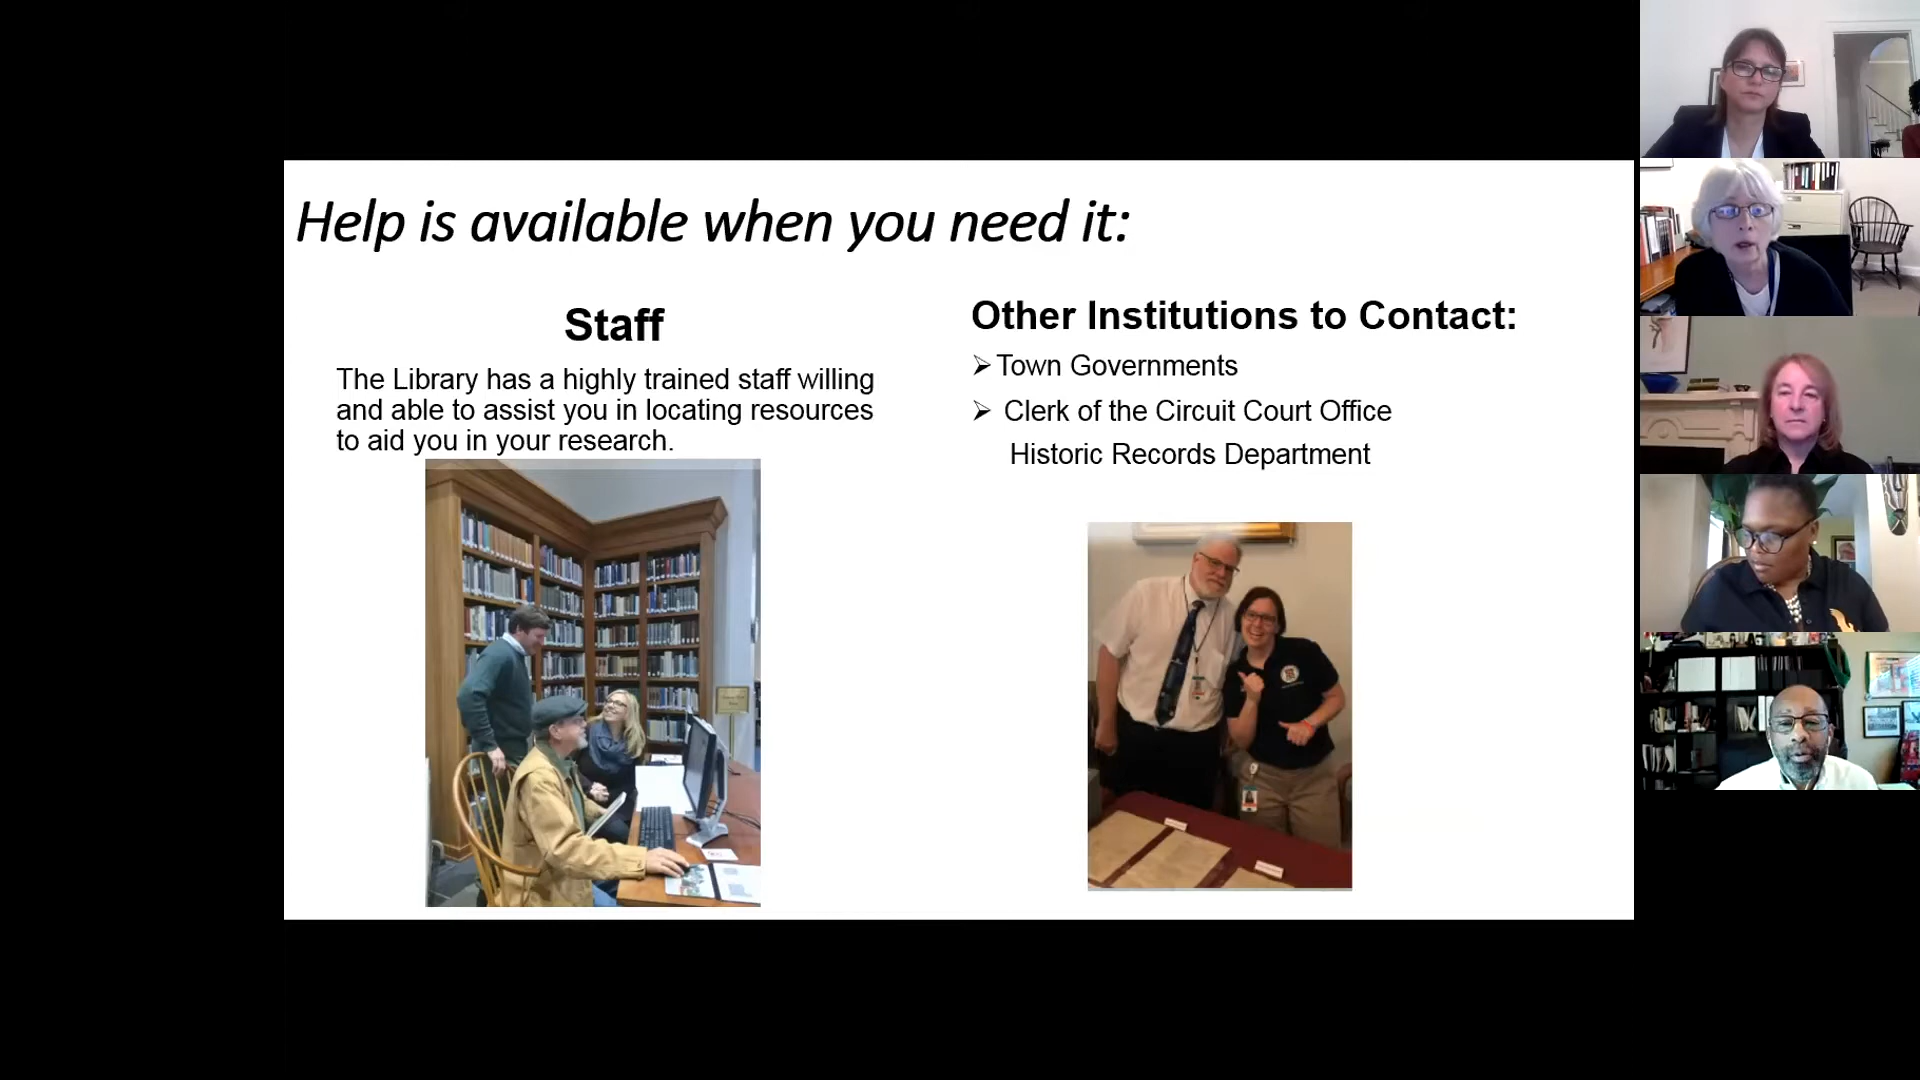 Help is available when you need it:
Staff
The Library has a highly trained staff willing
and able to assist you in locating resources
to aid you in your research.
Other Institutions to Contact:
➢Town Governments
➢ Clerk of the Circuit Court Office
Historic Records Department